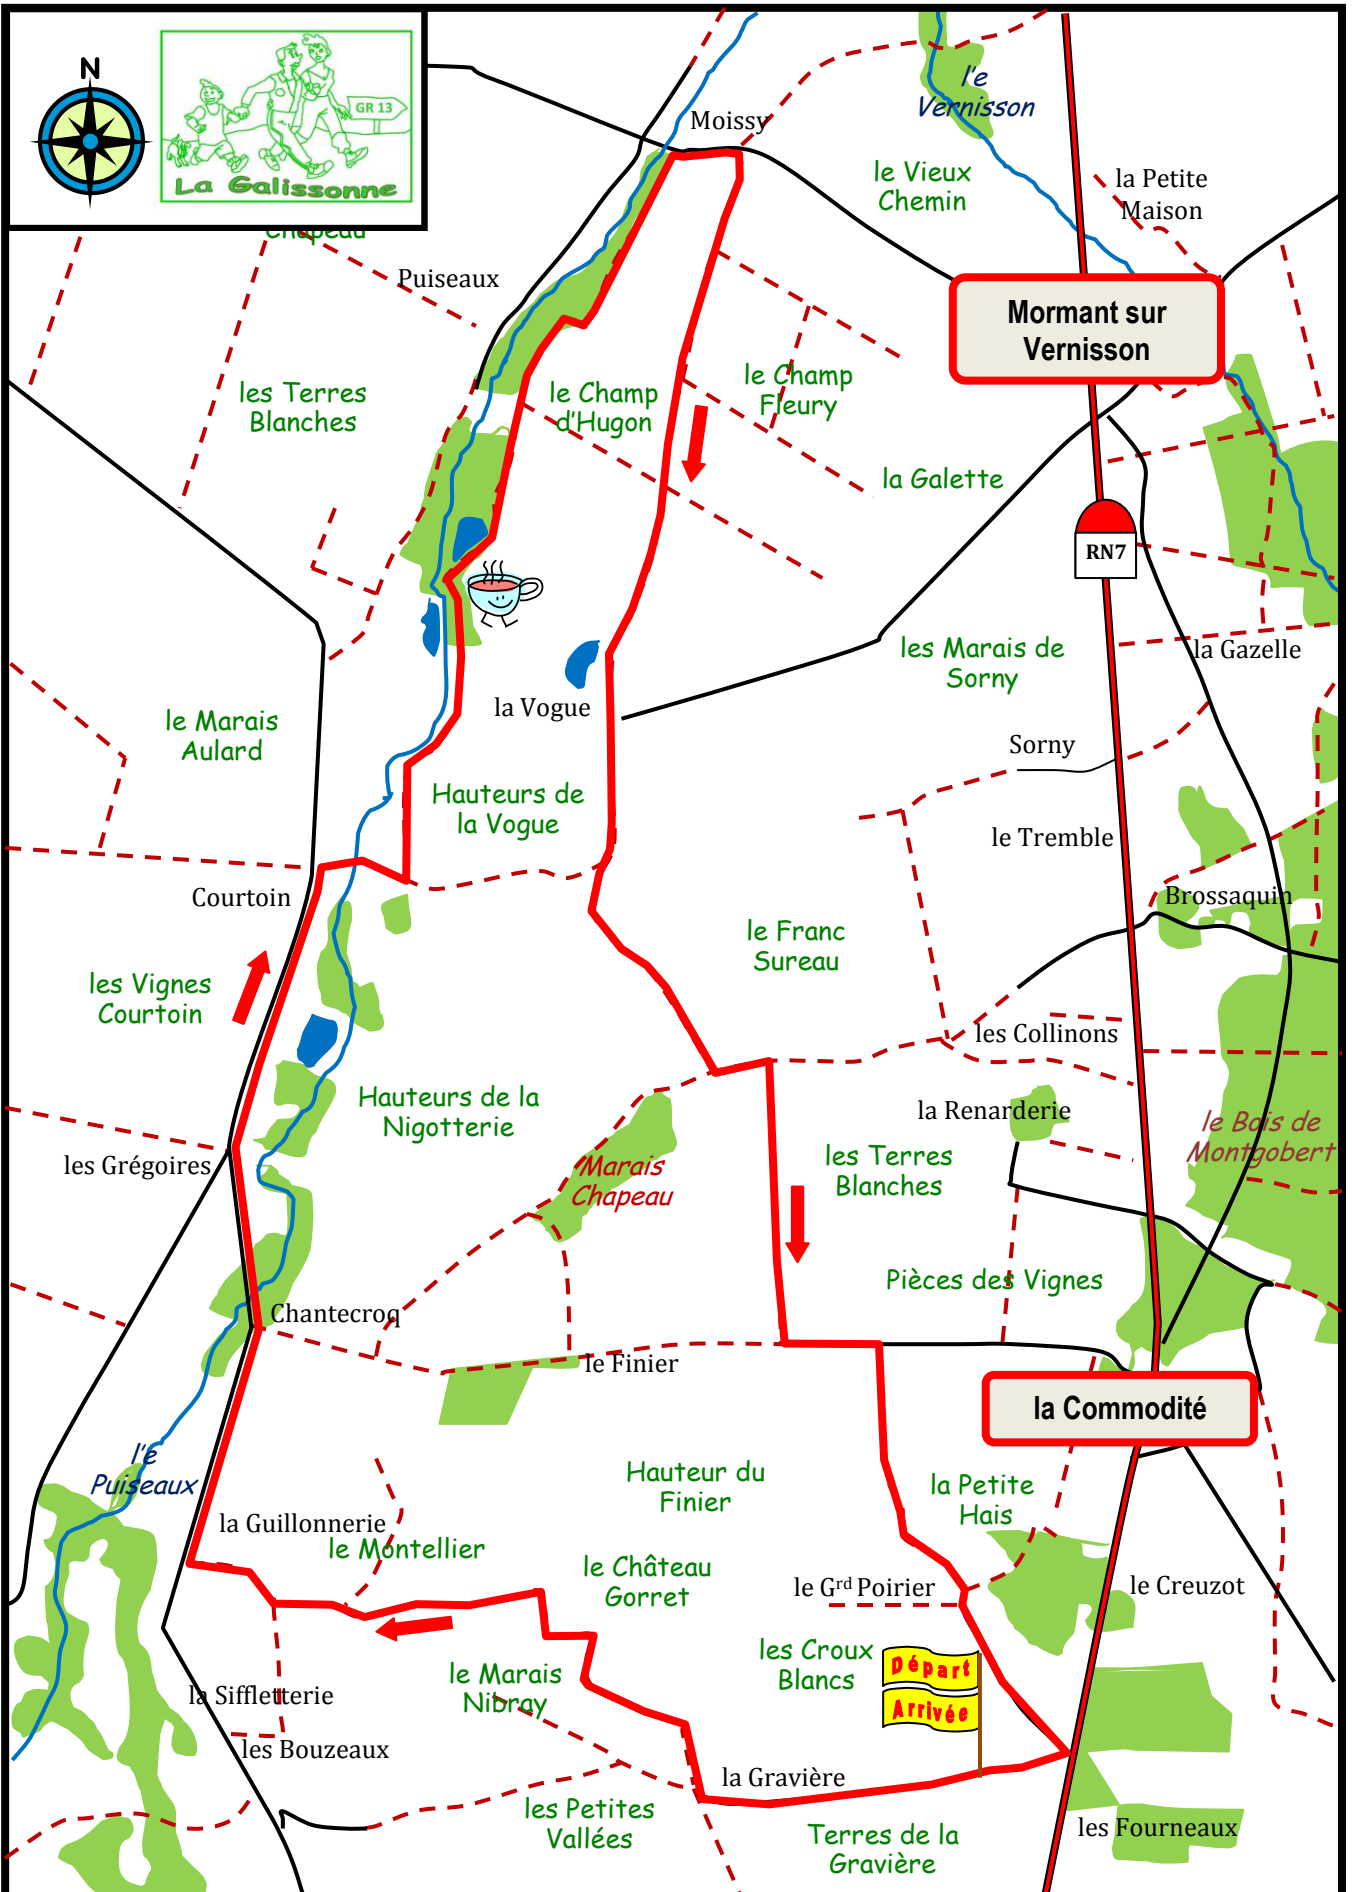 N
GR 13
La Galissonne
Chapeau
Moissy
l'e
Vernisson
le Vieux
Chemin
la Petite
Maison
Puiseaux
Mormant sur
Vernisson
les Terres
Blanches
le Champ
d'Hugon
le Champ
Fleury
la Galette
RN7
les Marais de
Sorny
la Gazelle
la Vogue
le Marais
Aulard
Sorny
Hauteurs de
la Vogue
le Tremble
Courtoin
Brossaquin
le Franc
Sureau
les Vignes
Courtoin
les Collinons
Hauteurs de la
Nigotterie
la Renarderie
le Bois de
Montgobert
les Grégoires
Marais
Chapeau
les Terres
Blanches
Pièces des Vignes
Chantecroq
le Finier
la Commodité
l'e
Puiseaux
Hauteur du
Finier
la Petite
Hais
la Guillonnerie
le Montellier
le Château
Gorret
le Grd Poirier
le Creuzot
les Croux
Blancs
Départ
Arrivée
le Marais
Nibray
la Siffletterie
les Bouzeaux
la Gravière
les Petites
Vallées
Terres de la
Gravière
les Fourneaux